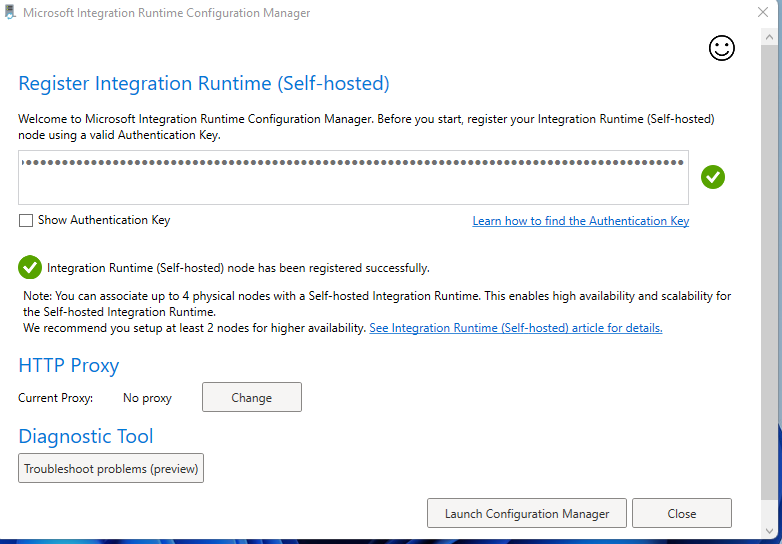 Microsoft Integration Runtime Configuration Manager
Register Integration Runtime (Self-hosted)
Welcome to Microsoft Integration Runtime Configuration Manager. Before you start, register your Integration Runtime (Self-hosted)
node using a valid Authentication Key.
Show Authentication Key
Learn how to find the Authentication Key
Integration Runtime (Self-hosted) node has been registered successfully.
Note: You can associate up to 4 physical nodes with a Self-hosted Integration Runtime. This enables high availability and scalability for
the Self-hosted Integration Runtime.
We recommend you setup at least 2 nodes for higher availability. See Integration Runtime (Self-hosted) article for details.
HTTP Proxy
Current Proxy: No proxy Change
Diagnostic Tool
Troubleshoot problems (preview)
Launch Configuration Manager Close